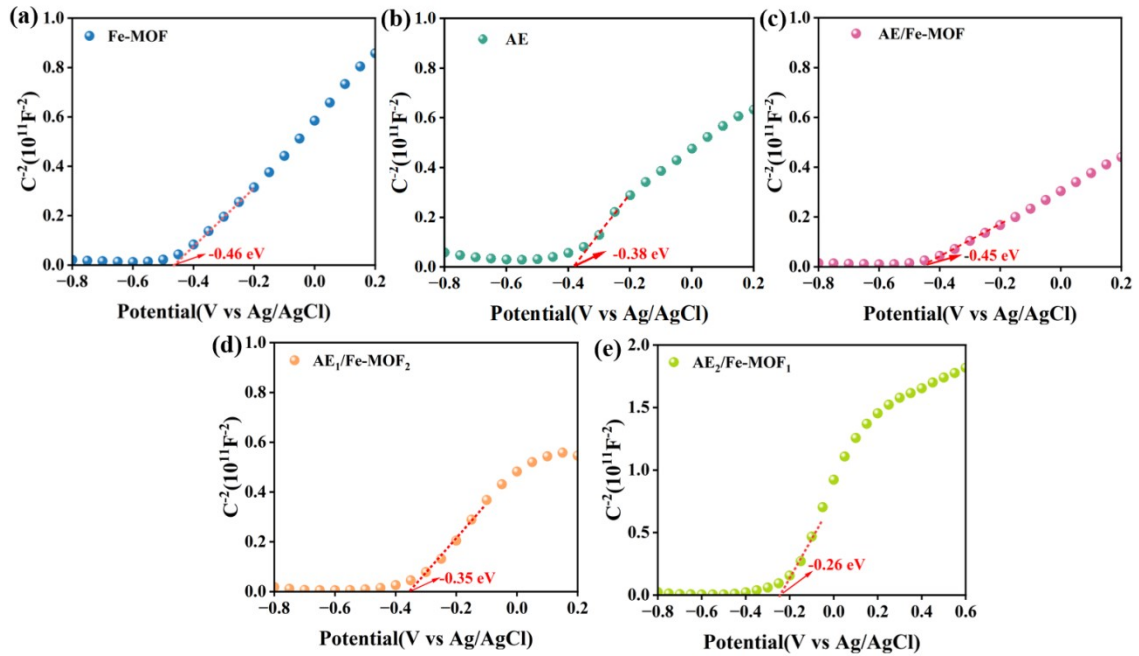 (a)
Fe-MOF
1.0
0.8
0.6
0.4
0.2
0.0
C⁻²(10¹¹F⁻²)
-0.46 eV
−0.8 −0.6 −0.4 −0.2 0.0 0.2
Potential(V vs Ag/AgCl)
(b)
AE
1.0
0.8
0.6
0.4
0.2
0.0
C⁻²(10¹¹F⁻²)
-0.38 eV
−0.8 −0.6 −0.4 −0.2 0.0 0.2
Potential(V vs Ag/AgCl)
(c)
AE/Fe-MOF
1.0
0.8
0.6
0.4
0.2
0.0
C⁻²(10¹¹F⁻²)
-0.45 eV
−0.8 −0.6 −0.4 −0.2 0.0 0.2
Potential(V vs Ag/AgCl)
(d)
AE₁/Fe-MOF₂
1.0
0.8
0.6
0.4
0.2
0.0
C⁻²(10¹¹F⁻²)
-0.35 eV
−0.8 −0.6 −0.4 −0.2 0.0 0.2
Potential(V vs Ag/AgCl)
(e)
AE₂/Fe-MOF₁
2.0
1.5
1.0
0.5
0.0
C⁻²(10¹¹F⁻²)
-0.26 eV
−0.8 −0.6 −0.4 −0.2 0.0 0.2 0.4 0.6
Potential(V vs Ag/AgCl)